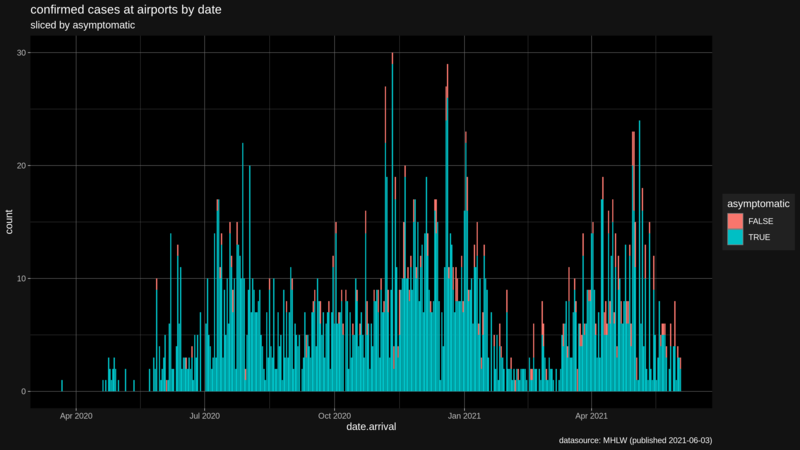 confirmed cases at airports by date
sliced by asymptomatic
30
20
10
0
count
Apr 2020
Jul 2020
Oct 2020
Jan 2021
Apr 2021
date.arrival
asymptomatic
FALSE
TRUE
datasource: MHLW (published 2021-06-03)